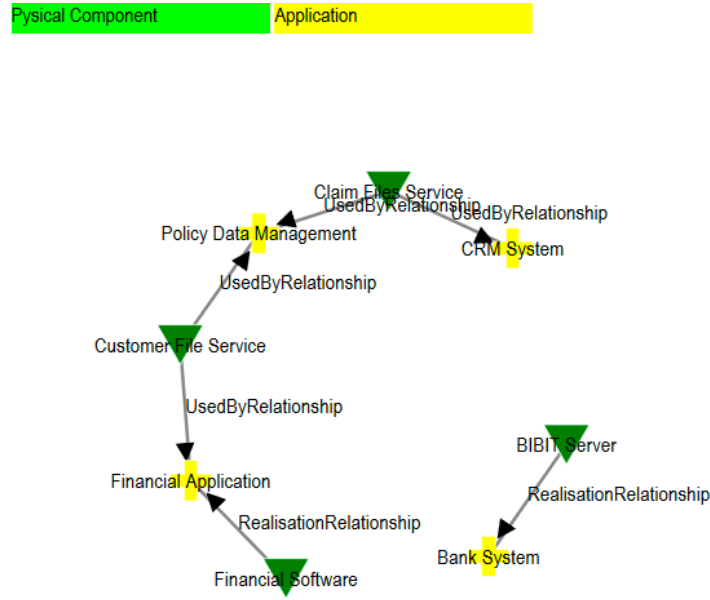 Pysical Component
Application
Claim Files Service
UsedByRelationship
UsedByRelationship
Policy Data Management
CRM System
UsedByRelationship
Customer File Service
UsedByRelationship
BIBIT Server
Financial Application
RealisationRelationship
RealisationRelationship
Bank System
Financial Software